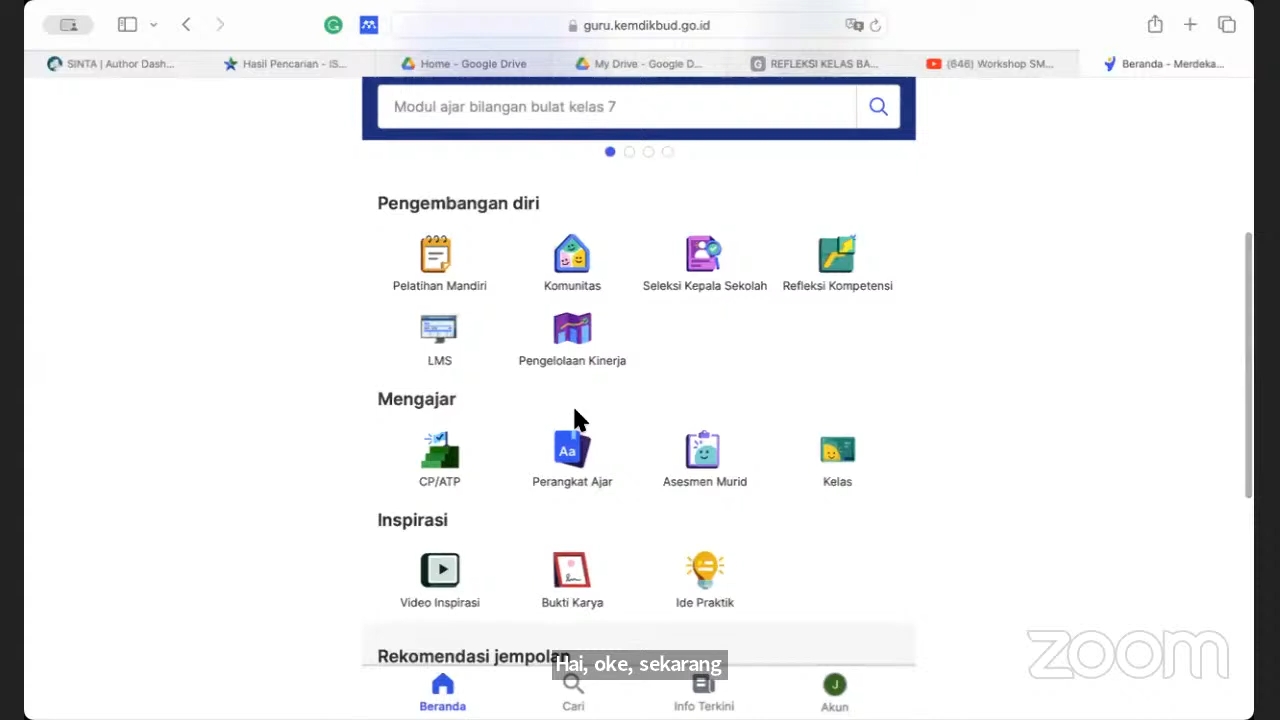 guru.kemdikbud.go.id
SINTA | Author Dash...
Hasil Pencarian - IS...
Home - Google Drive
My Drive - Google D...
REFLEKSI KELAS BA...
(646) Workshop SM...
Beranda - Merdeka...
Modul ajar bilangan bulat kelas 7
Pengembangan diri
Pelatihan Mandiri
Komunitas
Seleksi Kepala Sekolah
Refleksi Kompetensi
LMS
Pengelolaan Kinerja
Mengajar
Aa
CP/ATP
Perangkat Ajar
Asesmen Murid
Kelas
Inspirasi
Video Inspirasi
Bukti Karya
Ide Praktik
Rekomendasi jempolan
Hai, oke, sekarang
zoom
Beranda
Cari
Info Terkini
J
Akun